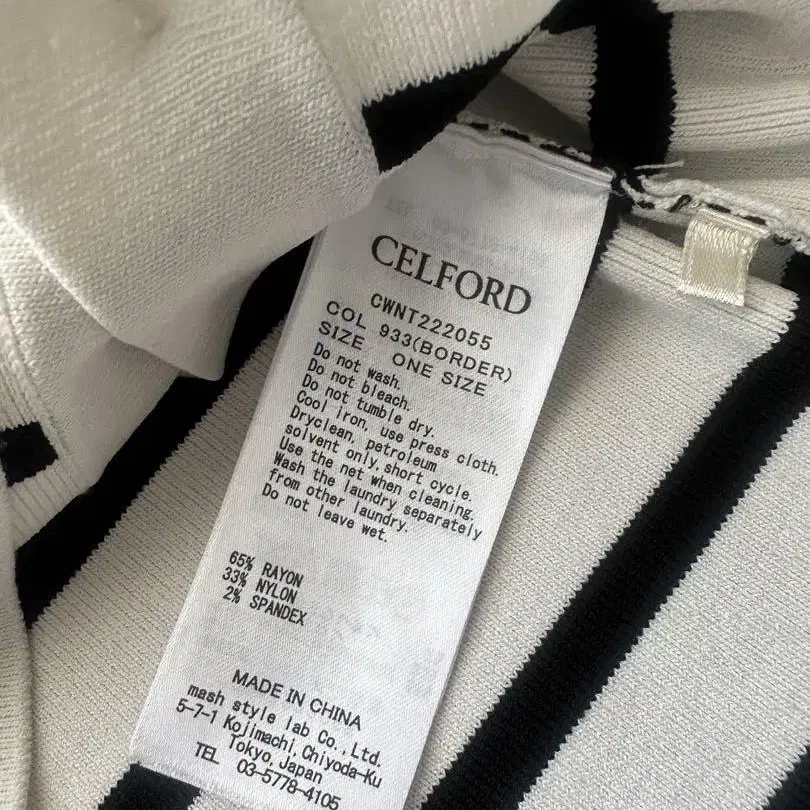 CELFORD
CWNT222055
COL 933(BORDER)
SIZE ONE SIZE
Do not wash.
Do not bleach.
Do not tumble dry.
Cool iron, use press cloth.
Dryclean, petroleum
solvent only, short cycle.
Use the net when cleaning.
Wash the laundry separately
from other laundry.
Do not leave wet.
65% RAYON
33% NYLON
2% SPANDEX
MADE IN CHINA
mash style lab Co.,Ltd.
5-7-1 Kojimachi,Chiyoda-Ku
Tokyo,Japan
TEL 03-5778-4105